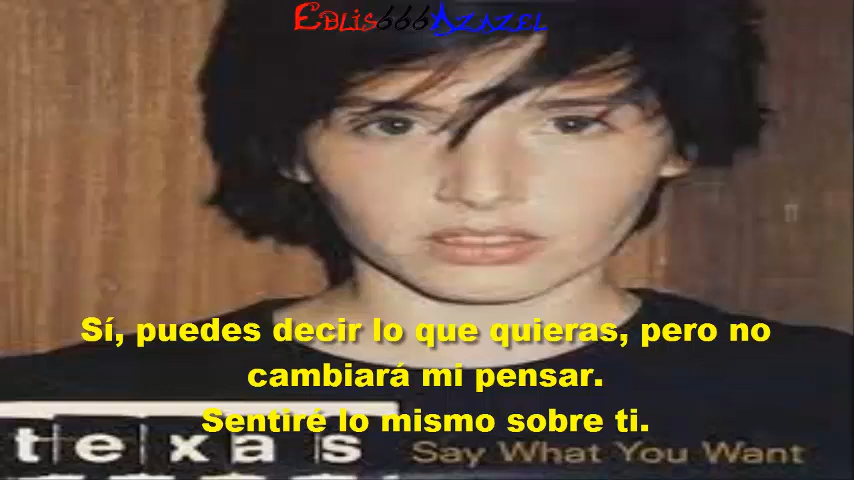 Eblis666Azazel
Sí, puedes decir lo que quieras, pero no
cambiará mi pensar.
Sentiré lo mismo sobre ti.
texas
Say What You Want